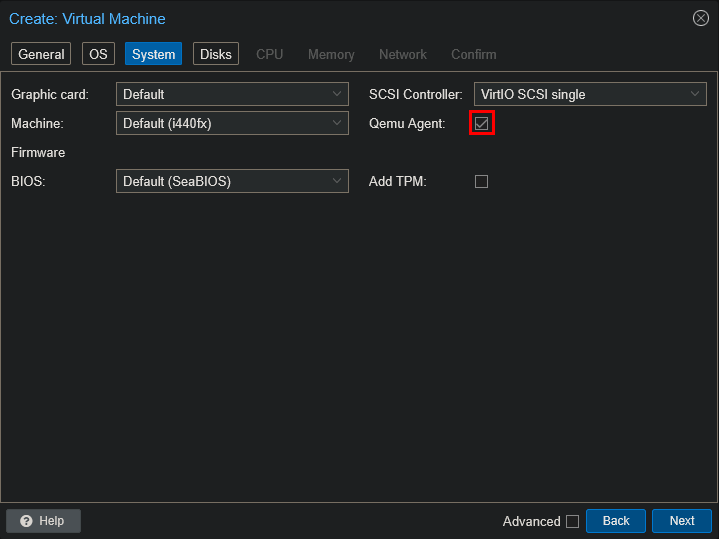 Create: Virtual Machine
General OS System Disks CPU Memory Network Confirm
Graphic card: Default SCSI Controller: VirtIO SCSI single
Machine: Default (i440fx) Qemu Agent:
Firmware
BIOS: Default (SeaBIOS) Add TPM:
? Help Advanced Back Next